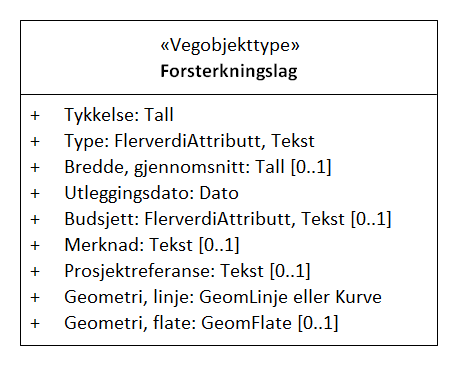 «Vegobjekttype»
Forsterkningslag
+ Tykkelse: Tall
+ Type: FlerverdiAttributt, Tekst
+ Bredde, gjennomsnitt: Tall [0..1]
+ Utleggingsdato: Dato
+ Budsjett: FlerverdiAttributt, Tekst [0..1]
+ Merknad: Tekst [0..1]
+ Prosjektreferanse: Tekst [0..1]
+ Geometri, linje: GeomLinje eller Kurve
+ Geometri, flate: GeomFlate [0..1]